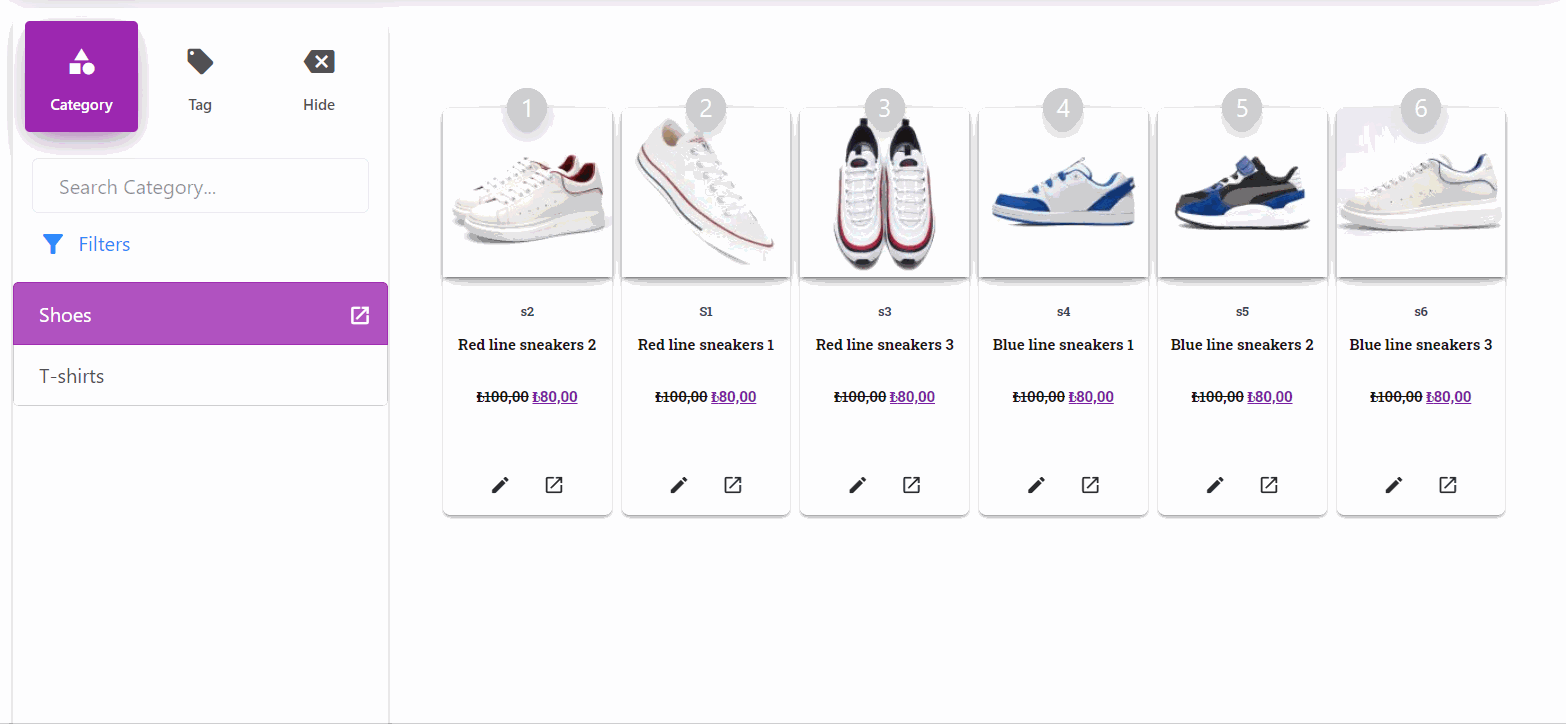 Category
Tag
Hide
Search Category...
Filters
Shoes
T-shirts
1
2
3
4
5
6
s2
S1
s3
s4
s5
s6
Red line sneakers 2
Red line sneakers 1
Red line sneakers 3
Blue line sneakers 1
Blue line sneakers 2
Blue line sneakers 3
₺100,00 ₺80,00
₺100,00 ₺80,00
₺100,00 ₺80,00
₺100,00 ₺80,00
₺100,00 ₺80,00
₺100,00 ₺80,00